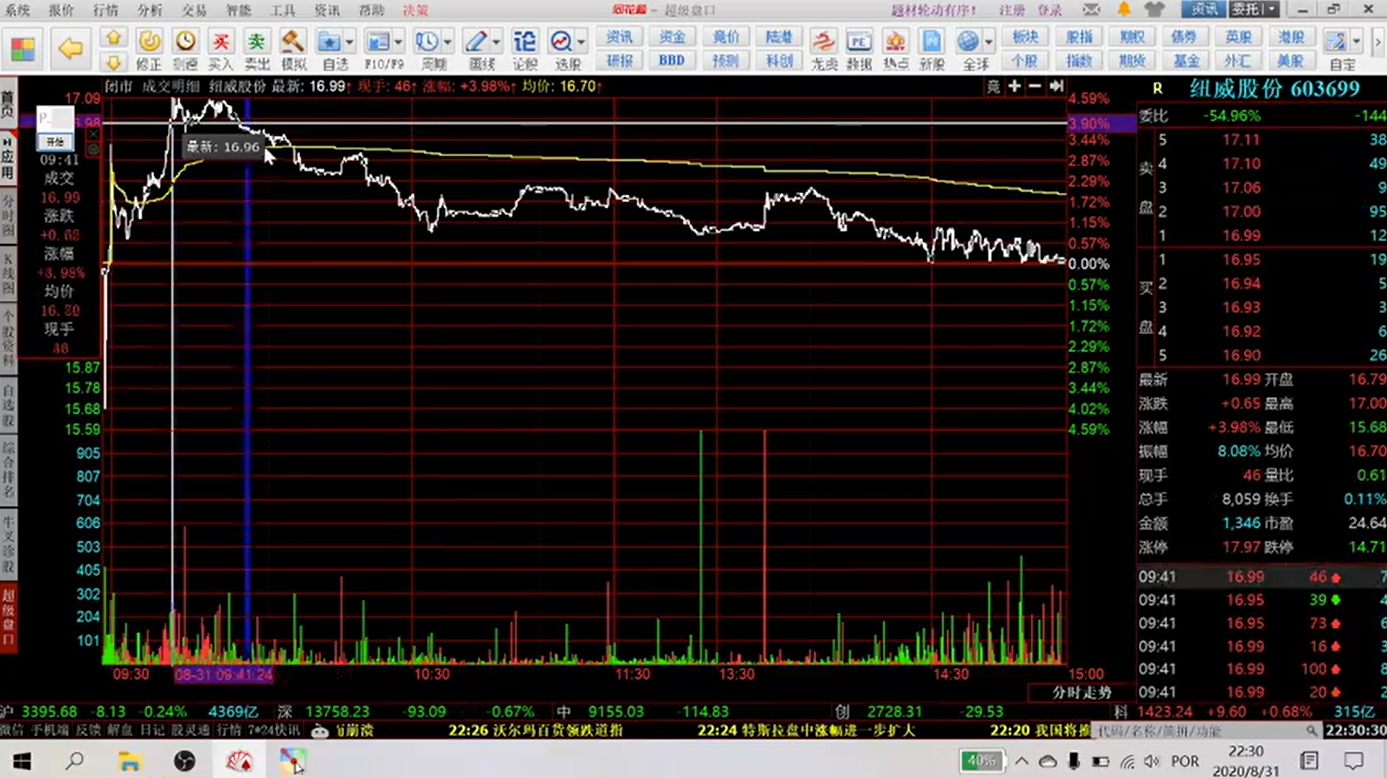 系统 报价 行情 分析 交易 智能 工具 资讯 帮助 决策 同花顺 - 超级盘口 题材轮动有序! 注册 登录 资讯 委托
修正 测速 买入 卖出 模拟 自选 F10/F9 周期 画线 论股 选股 资讯 资金 竞价 陆港 数据 热点 新股 全球 板块 股指 期权 债券 英股 港股
研报 BBD 预测 科创 个股 指数 期货 基金 外汇 美股 自定
闭市 成交明细 纽威股份 最新: 16.99↑ 现手: 46↑ 涨幅: +3.98%↑ 均价: 16.70↑ 竞
R 纽威股份 603699
首页
应用
分时图
K线图
个股资料
自选股
综合排名
牛叉诊股
超级盘口
17.09
开始
09:41
成交
16.99
涨跌
涨幅
+3.98%
均价
现手
最新: 16.96
15.87
15.78
15.68
15.59
905
807
704
606
503
405
302
204
101
4.59%
3.90%
3.44%
2.87%
2.29%
1.72%
1.15%
0.57%
0.00%
0.57%
1.15%
1.72%
2.29%
2.87%
3.44%
4.02%
4.59%
09:30 08-31 09:41:24 10:30 11:30 13:30 14:30 15:00
分时走势
委比 -54.96% -144
卖盘
5 17.11 38
4 17.10 49
3 17.06 9
2 17.00 95
1 16.99 12
买盘
1 16.95 19
2 16.94 5
3 16.93 3
4 16.92 6
5 16.90 26
最新 16.99 开盘 16.79
涨跌 +0.65 最高 17.00
涨幅 +3.98% 最低 15.68
振幅 8.08% 均价 16.70
现手 46 量比 0.61
总手 8,059 换手 0.11%
金额 1,346 市盈 24.64
涨停 17.97 跌停 14.71
09:41 16.99 46 7
09:41 16.95 39 4
09:41 16.95 73 6
09:41 16.99 16 3
09:41 16.99 100 8
09:41 16.99 20 2
沪 3395.68 -8.13 -0.24% 4369亿 深 13758.23 -93.09 -0.67% 中 9155.03 -114.83 创 2728.31 -29.53 科 1423.24 +9.60 +0.68% 315亿
微信 手机端 反馈 解盘 日记 股灵通 行情 7*24快讯 崩溃 22:26 沃尔玛百货领跌道指 22:24 特斯拉盘中涨幅进一步扩大 22:20 我国将推 代码/名称/简拼/功能 22:30:30
40% POR 22:30
2020/8/31